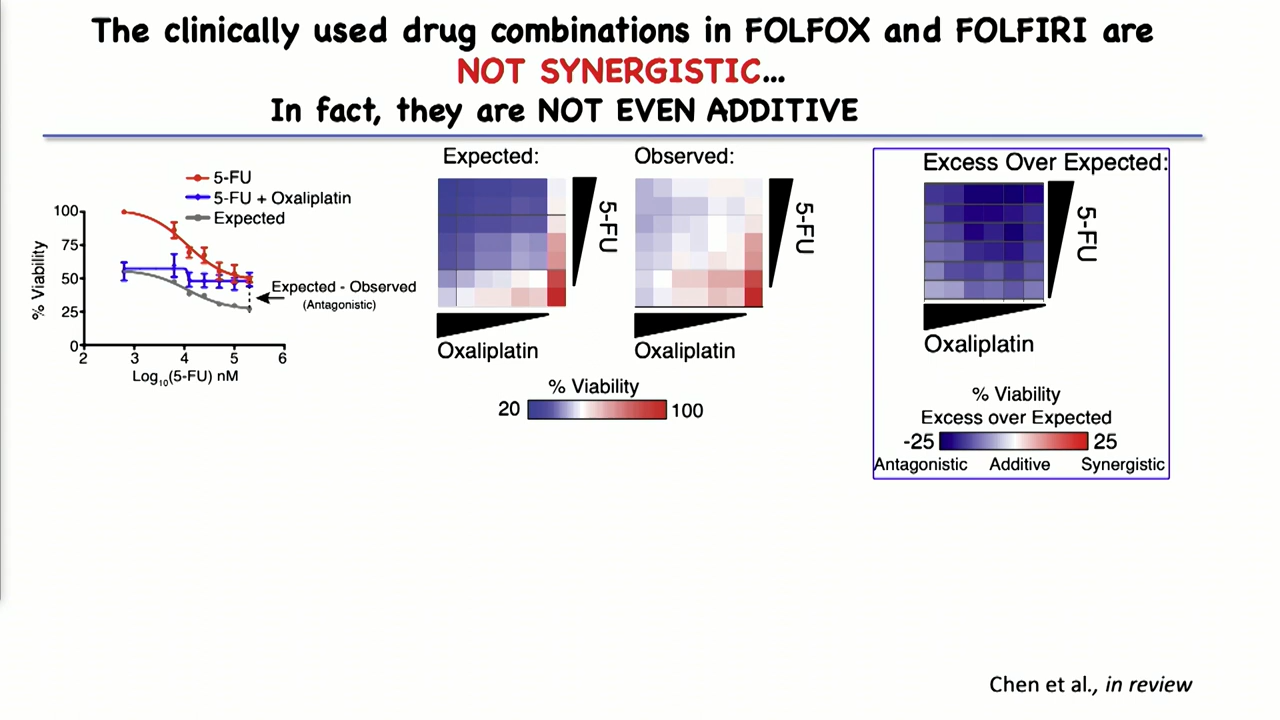 The clinically used drug combinations in FOLFOX and FOLFIRI are
NOT SYNERGISTIC...
In fact, they are NOT EVEN ADDITIVE
5-FU
5-FU + Oxaliplatin
Expected
100
75
50
25
0
% Viability
2 3 4 5 6
Log10(5-FU) nM
Expected - Observed
(Antagonistic)
Expected:
5-FU
Oxaliplatin
Observed:
5-FU
Oxaliplatin
% Viability
20 100
Excess Over Expected:
5-FU
Oxaliplatin
% Viability
Excess over Expected
-25 25
Antagonistic Additive Synergistic
Chen et al., in review